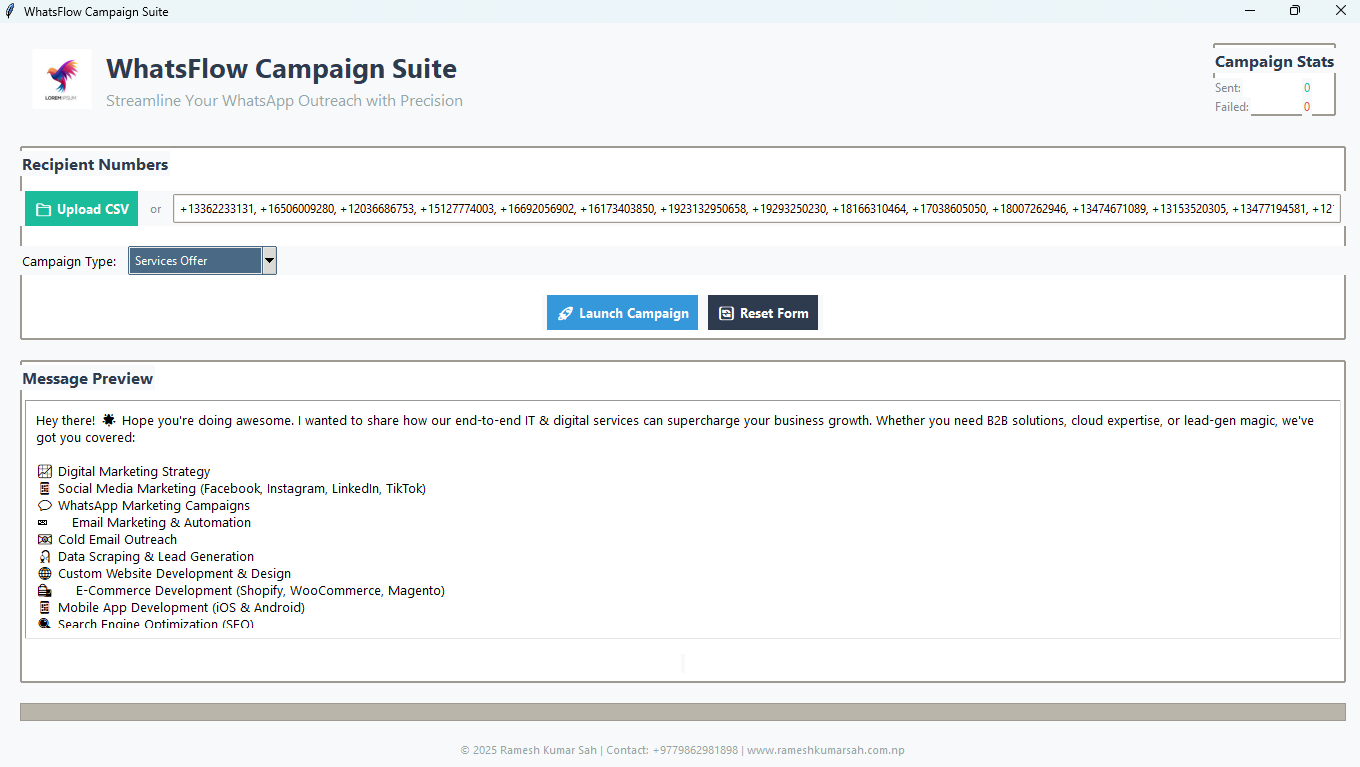 WhatsFlow Campaign Suite
WhatsFlow Campaign Suite
Streamline Your WhatsApp Outreach with Precision
LOREM IPSUM
Campaign Stats
Sent: 0
Failed: 0
Recipient Numbers
Upload CSV or +13362233131, +16506009280, +12036686753, +15127774003, +16692056902, +16173403850, +1923132950658, +19293250230, +18166310464, +17038605050, +18007262946, +13474671089, +13153520305, +13477194581, +12
Campaign Type: Services Offer
Launch Campaign Reset Form
Message Preview
Hey there! Hope you're doing awesome. I wanted to share how our end-to-end IT & digital services can supercharge your business growth. Whether you need B2B solutions, cloud expertise, or lead-gen magic, we've
got you covered:
Digital Marketing Strategy
Social Media Marketing (Facebook, Instagram, LinkedIn, TikTok)
WhatsApp Marketing Campaigns
Email Marketing & Automation
Cold Email Outreach
Data Scraping & Lead Generation
Custom Website Development & Design
E-Commerce Development (Shopify, WooCommerce, Magento)
Mobile App Development (iOS & Android)
Search Engine Optimization (SEO)
© 2025 Ramesh Kumar Sah | Contact: +9779862981898 | www.rameshkumarsah.com.np